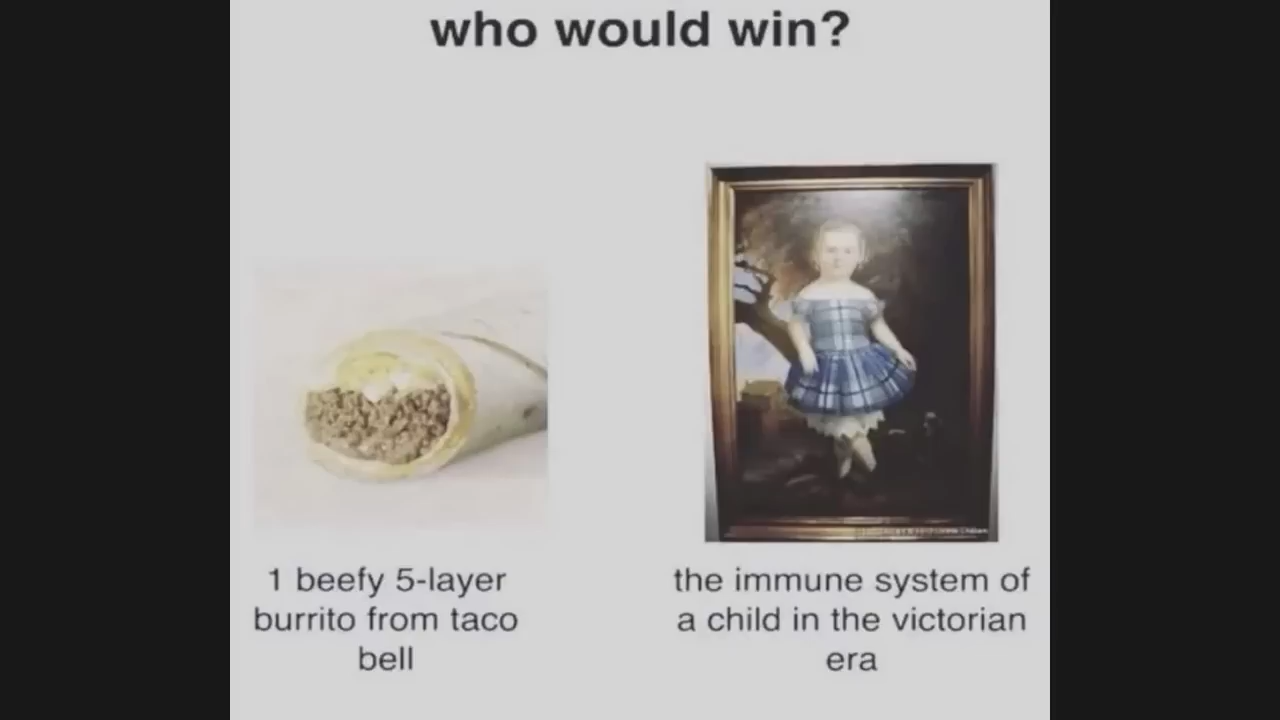 who would win?
1 beefy 5-layer
burrito from taco
bell
the immune system of
a child in the victorian
era